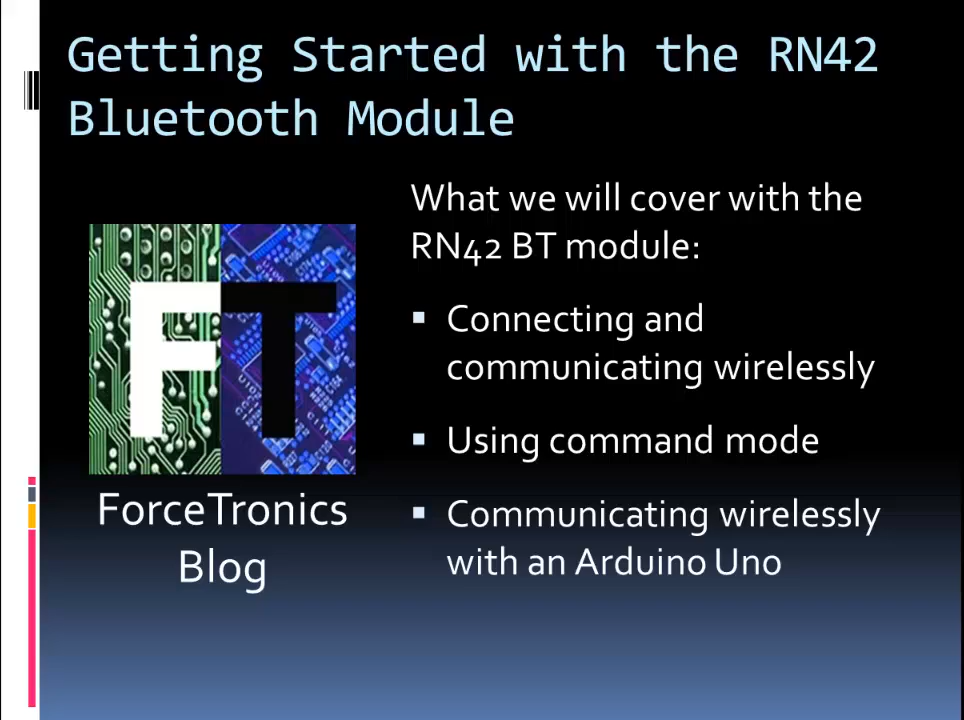 Getting Started with the RN42
Bluetooth Module
What we will cover with the
RN42 BT module:
▪ Connecting and
communicating wirelessly
▪ Using command mode
▪ Communicating wirelessly
with an Arduino Uno
FT
ForceTronics
Blog